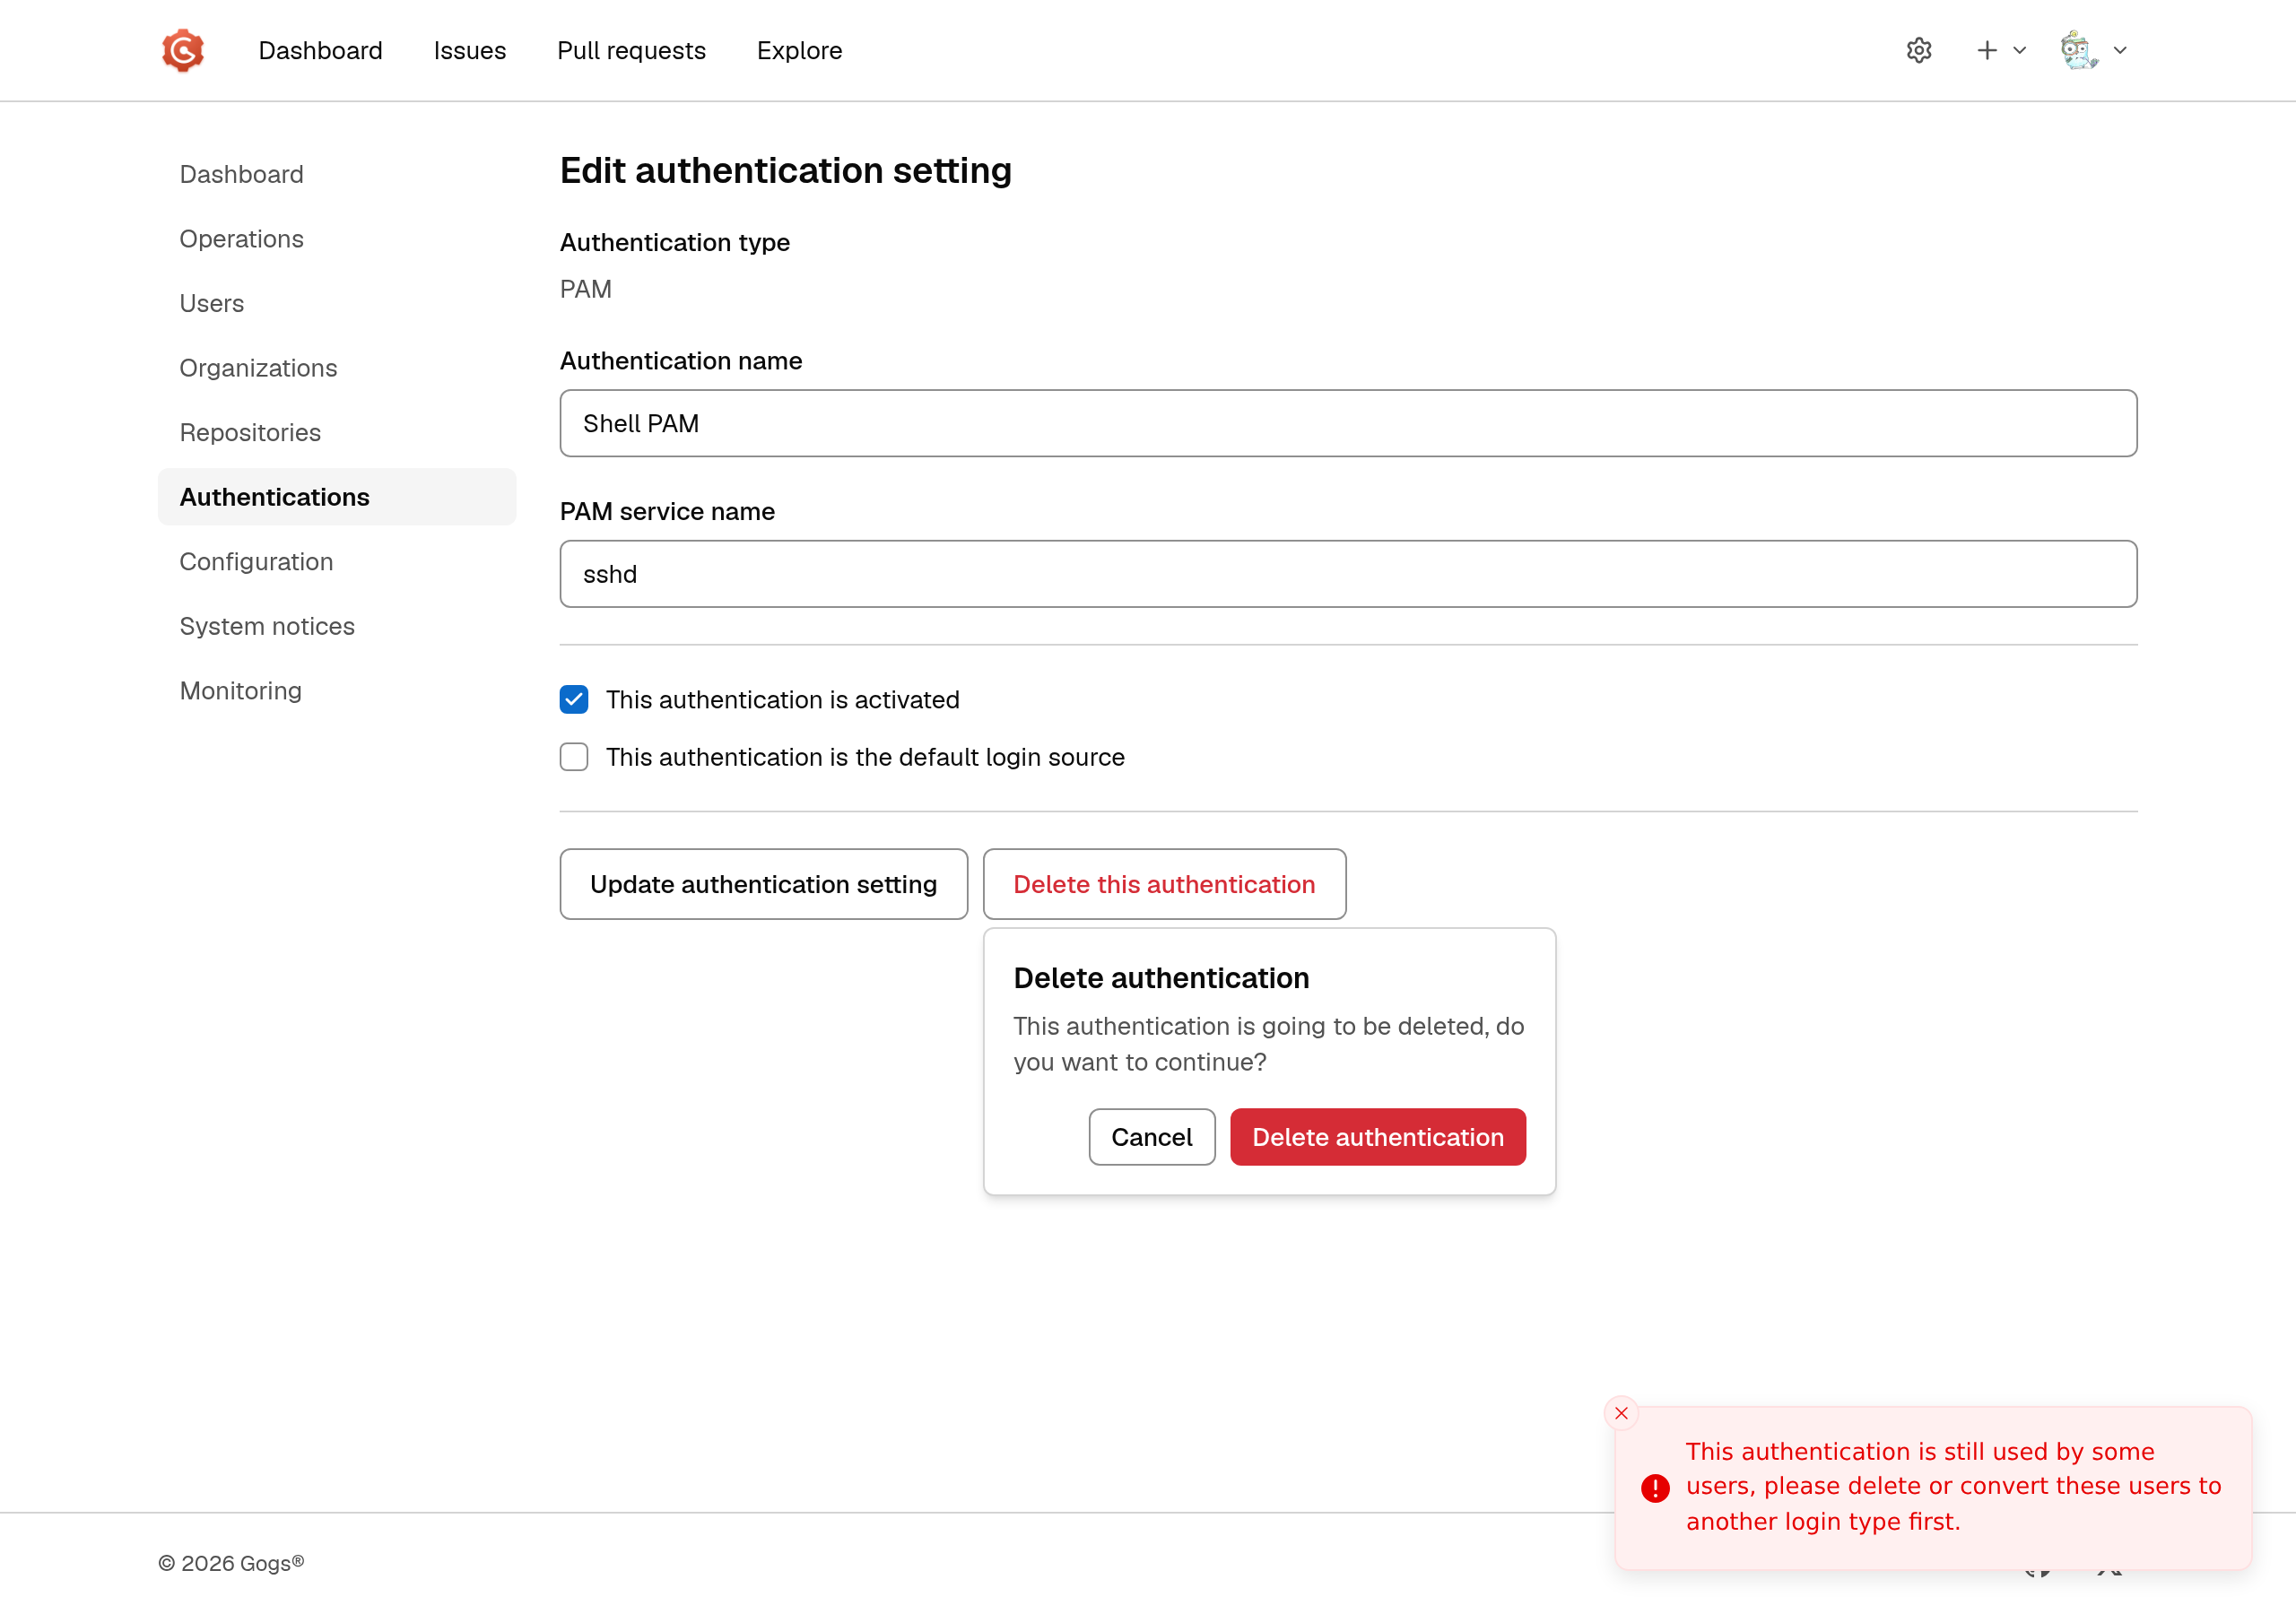 Dashboard
Issues
Pull requests
Explore
Dashboard
Operations
Users
Organizations
Repositories
Authentications
Configuration
System notices
Monitoring
Edit authentication setting
Authentication type
PAM
Authentication name
Shell PAM
PAM service name
sshd
This authentication is activated
This authentication is the default login source
Update authentication setting
Delete this authentication
Delete authentication
This authentication is going to be deleted, do
you want to continue?
Cancel
Delete authentication
This authentication is still used by some
users, please delete or convert these users to
another login type first.
© 2026 Gogs®